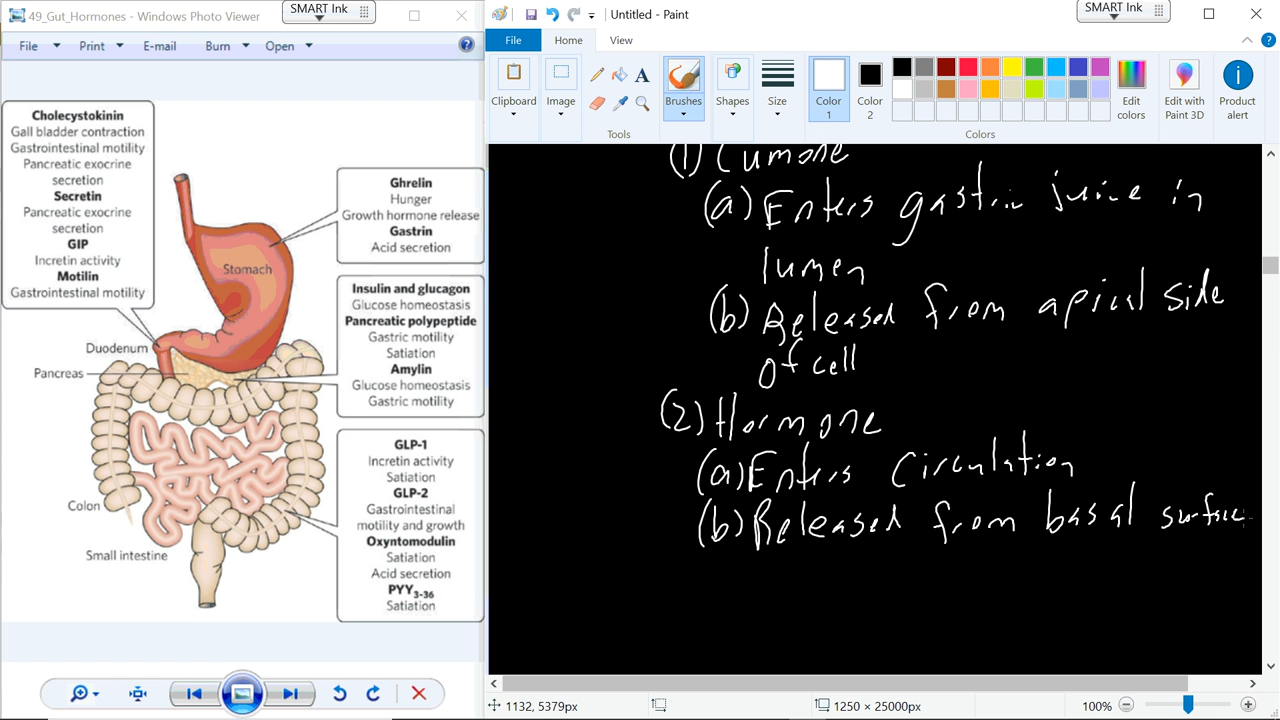 49_Gut_Hormones - Windows Photo Viewer
SMART Ink
File Print E-mail Burn Open
Cholecystokinin
Gall bladder contraction
Gastrointestinal motility
Pancreatic exocrine
secretion
Secretin
Pancreatic exocrine
secretion
GIP
Incretin activity
Motilin
Gastrointestinal motility
Ghrelin
Hunger
Growth hormone release
Gastrin
Acid secretion
Stomach
Insulin and glucagon
Glucose homeostasis
Pancreatic polypeptide
Gastric motility
Satiation
Amylin
Glucose homeostasis
Gastric motility
Duodenum
Pancreas
GLP-1
Incretin activity
Satiation
GLP-2
Gastrointestinal
motility and growth
Oxyntomodulin
Satiation
Acid secretion
PYY3-36
Satiation
Colon
Small intestine
Untitled - Paint
SMART Ink
File Home View
Clipboard
Image
Tools
Brushes
Shapes
Size
Color
1
Color
2
Colors
Edit
colors
Edit with
Paint 3D
Product
alert
(1) Lumone
(a) Enters gastric juice in
lumen
(b) Released from apical side
of cell
(2) Hormone
(a) Enters Circulation
(b) Released from basal surface
1132, 5379px
1250 × 25000px
100%